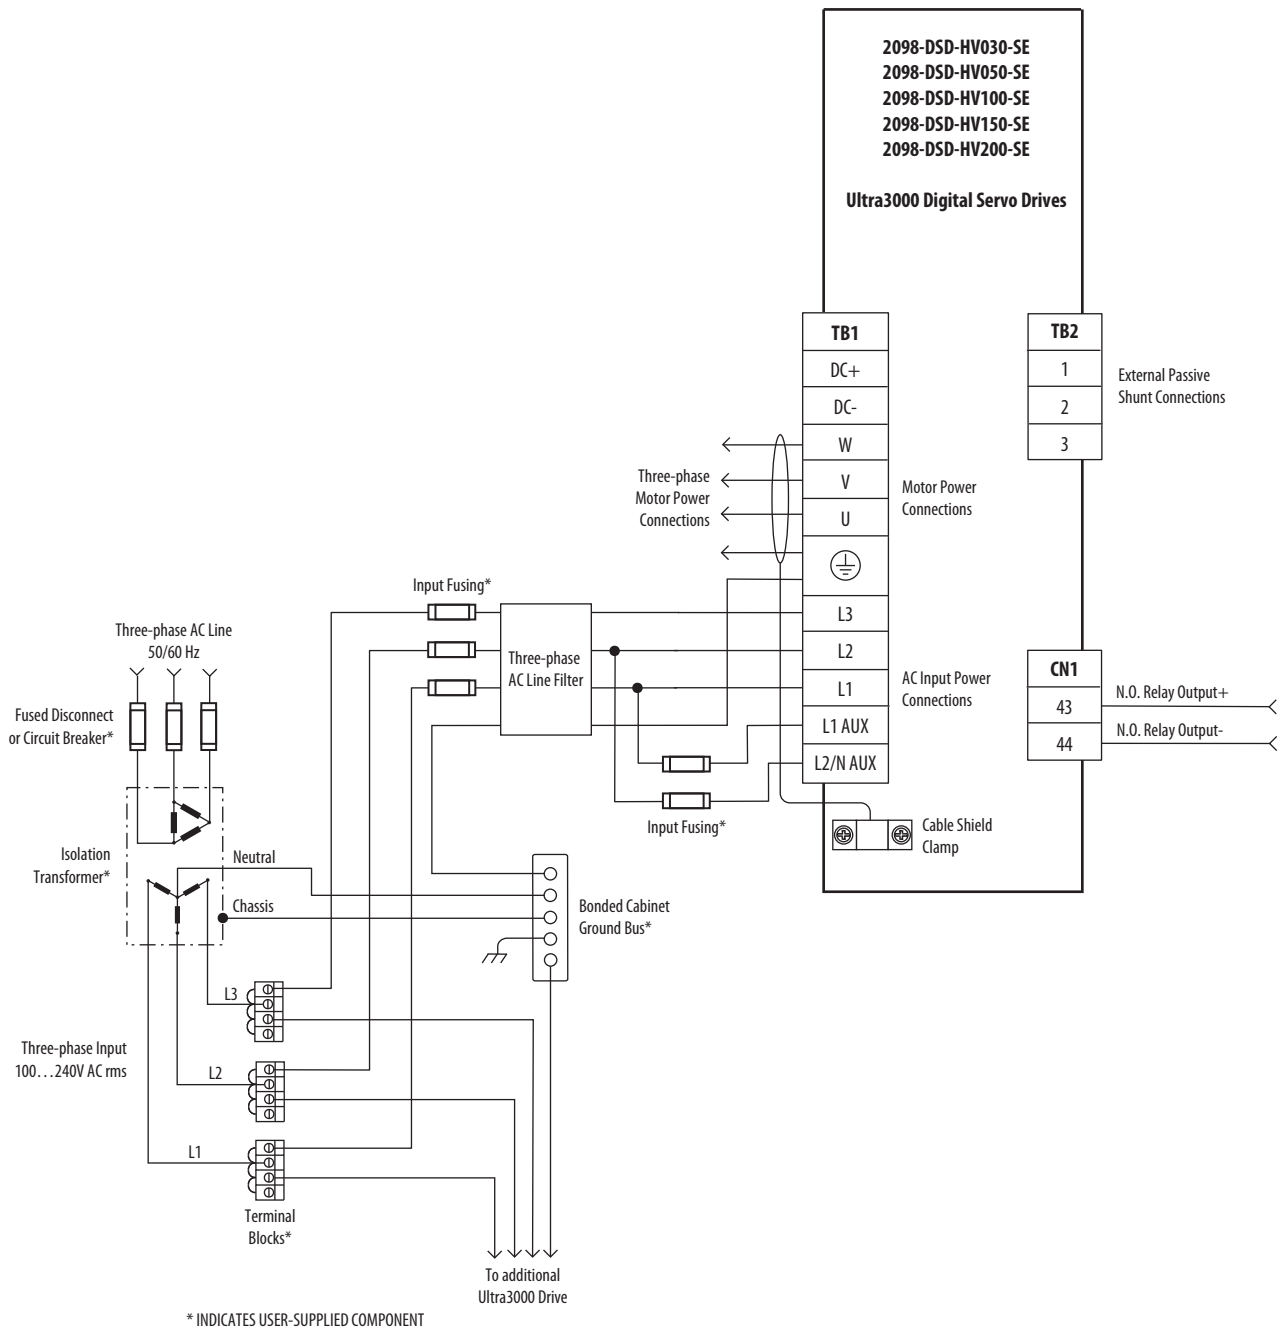 2098-DSD-HV030-SE
2098-DSD-HV050-SE
2098-DSD-HV100-SE
2098-DSD-HV150-SE
2098-DSD-HV200-SE
Ultra3000 Digital Servo Drives
TB1
DC+
DC-
W
V
U
L3
L2
L1
L1 AUX
L2/N AUX
TB2
1
2
3
External Passive
Shunt Connections
Three-phase
Motor Power
Connections
Motor Power
Connections
Input Fusing*
Three-phase
AC Line Filter
AC Input Power
Connections
CN1
43
44
N.O. Relay Output+
N.O. Relay Output-
Three-phase AC Line
50/60 Hz
Fused Disconnect
or Circuit Breaker*
Input Fusing*
Cable Shield
Clamp
Isolation
Transformer*
Neutral
Chassis
Bonded Cabinet
Ground Bus*
L3
Three-phase Input
100...240V AC rms
L2
L1
Terminal
Blocks*
To additional
Ultra3000 Drive
* INDICATES USER-SUPPLIED COMPONENT